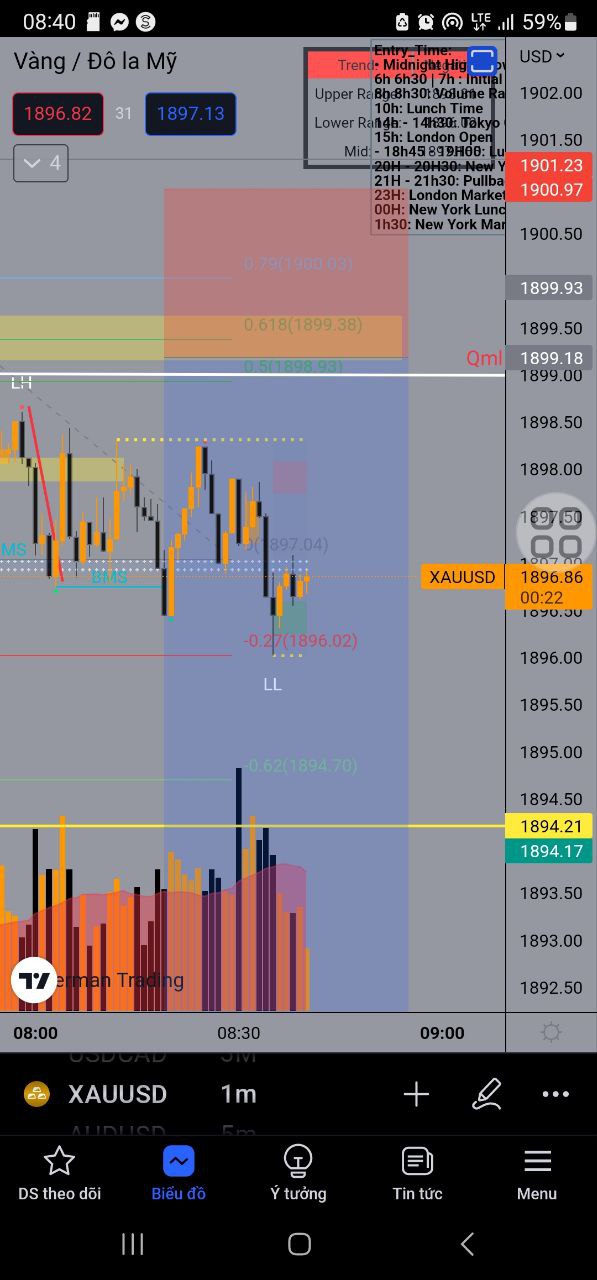 08:40
LTE
59%
Vàng / Đô la Mỹ
USD
1896.82
31
1897.13
4
Entry_Time:
• Midnight
6h 6h30 | 7h : Initial
8h 8h30: Volume Ra
10h: Lunch Time
14h - 14h30: Tokyo
15h: London Open
- 18h45 - 19H00: Lu
20H - 20H30: New Y
21H - 21h30: Pullba
23H: London Market
00H: New York Lunc
1h30: New York Mar
Trend:
Upper Ra
Lower Ran
Mid:
1902.00
1901.50
1901.23
1900.97
1900.50
1899.93
1899.50
1899.18
1899.00
1898.50
1898.00
1897.50
1896.86
00:22
1896.50
1896.00
1895.50
1895.00
1894.50
1894.21
1894.17
1893.50
1893.00
1892.50
0.79(1900.03)
0.618(1899.38)
Qml
0.5(1898.93)
LH
0(1897.04)
MS
BMS
XAUUSD
-0.27(1896.02)
LL
-0.62(1894.70)
erman Trading
08:00
08:30
09:00
USDCAD
3M
XAUUSD
1m
AUDUSD
5m
DS theo dõi
Biểu đồ
Ý tưởng
Tin tức
Menu